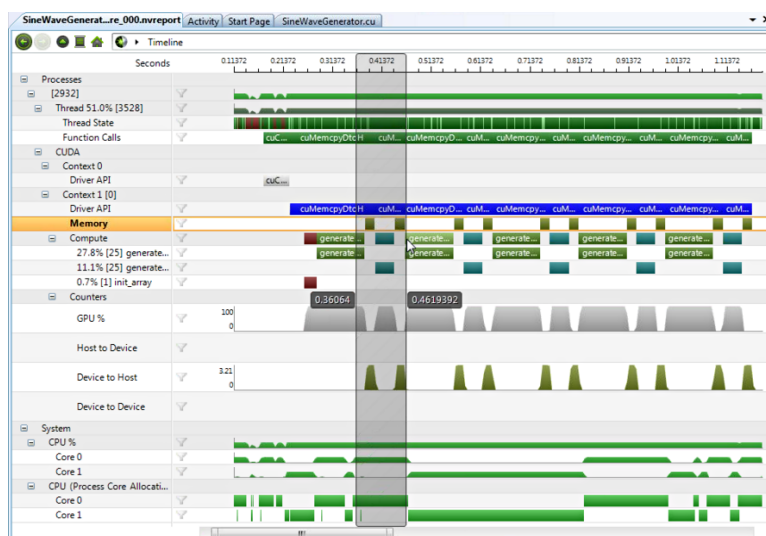 SineWaveGenerat...re_000.nvreport Activity Start Page SineWaveGenerator.cu
Timeline
Seconds 0.11372 0.21372 0.31372 0.41372 0.51372 0.61372 0.71372 0.81372 0.91372 1.01372 1.11372
Processes
[2932]
Thread 51.0% [3528]
Thread State
Function Calls cuC... cuMemcpyDtoH cuM... cuMemcpyD... cuM... cuMemcpy... cuM... cuMemcpy... cuM... cuMemcpy... cuM...
CUDA
Context 0
Driver API cuC...
Context 1 [0]
Driver API cuMemcpyDtoH cuM... cuMemcpyD... cuM... cuMemcpy... cuM... cuMemcpy... cuM... cuMemcpy... cuM...
Memory
Compute generate... generate... generate... generate... generate...
27.8% [25] generate... generate... generate... generate... generate... generate...
11.1% [25] generate...
0.7% [1] init_array
Counters 0.36064 0.4619392
GPU % 100
0
Host to Device
Device to Host 3.21
0
Device to Device
System
CPU %
Core 0
Core 1
CPU (Process Core Allocati...
Core 0
Core 1